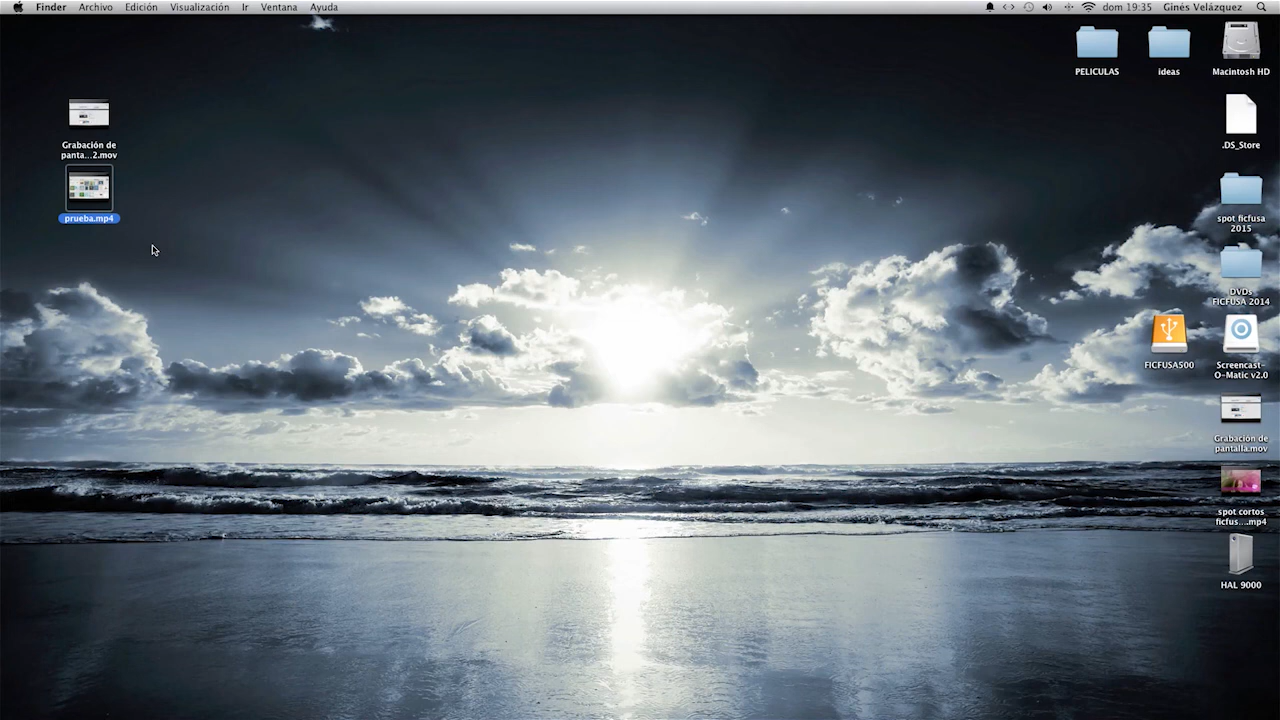 Finder Archivo Edición Visualización Ir Ventana Ayuda dom 19:35 Ginés Velázquez
PELICULAS
ideas
Macintosh HD
Grabación de
panta...2.mov
.DS_Store
prueba.mp4
spot ficfusa
2015
DVDs
FICFUSA 2014
FICFUSA500
Screencast-
O-Matic v2.0
Grabación de
pantalla.mov
spot cortos
ficfus....mp4
HAL 9000